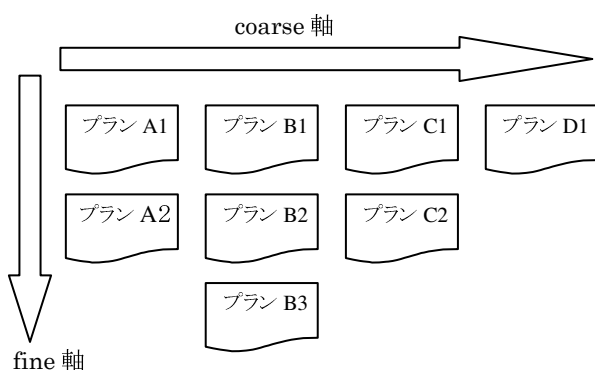 coarse 軸
プラン A1
プラン B1
プラン C1
プラン D1
プラン A2
プラン B2
プラン C2
プラン B3
fine 軸